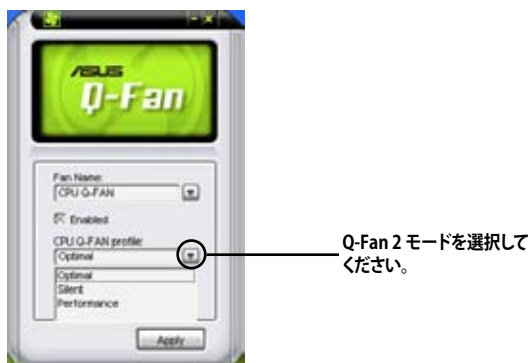 ASUS
Q-Fan
Fan Name:
CPU Q-FAN
Enabled
CPU Q-FAN profile:
Optimal
Optimal
Silent
Performance
Apply
Q-Fan 2 モードを選択して
ください。